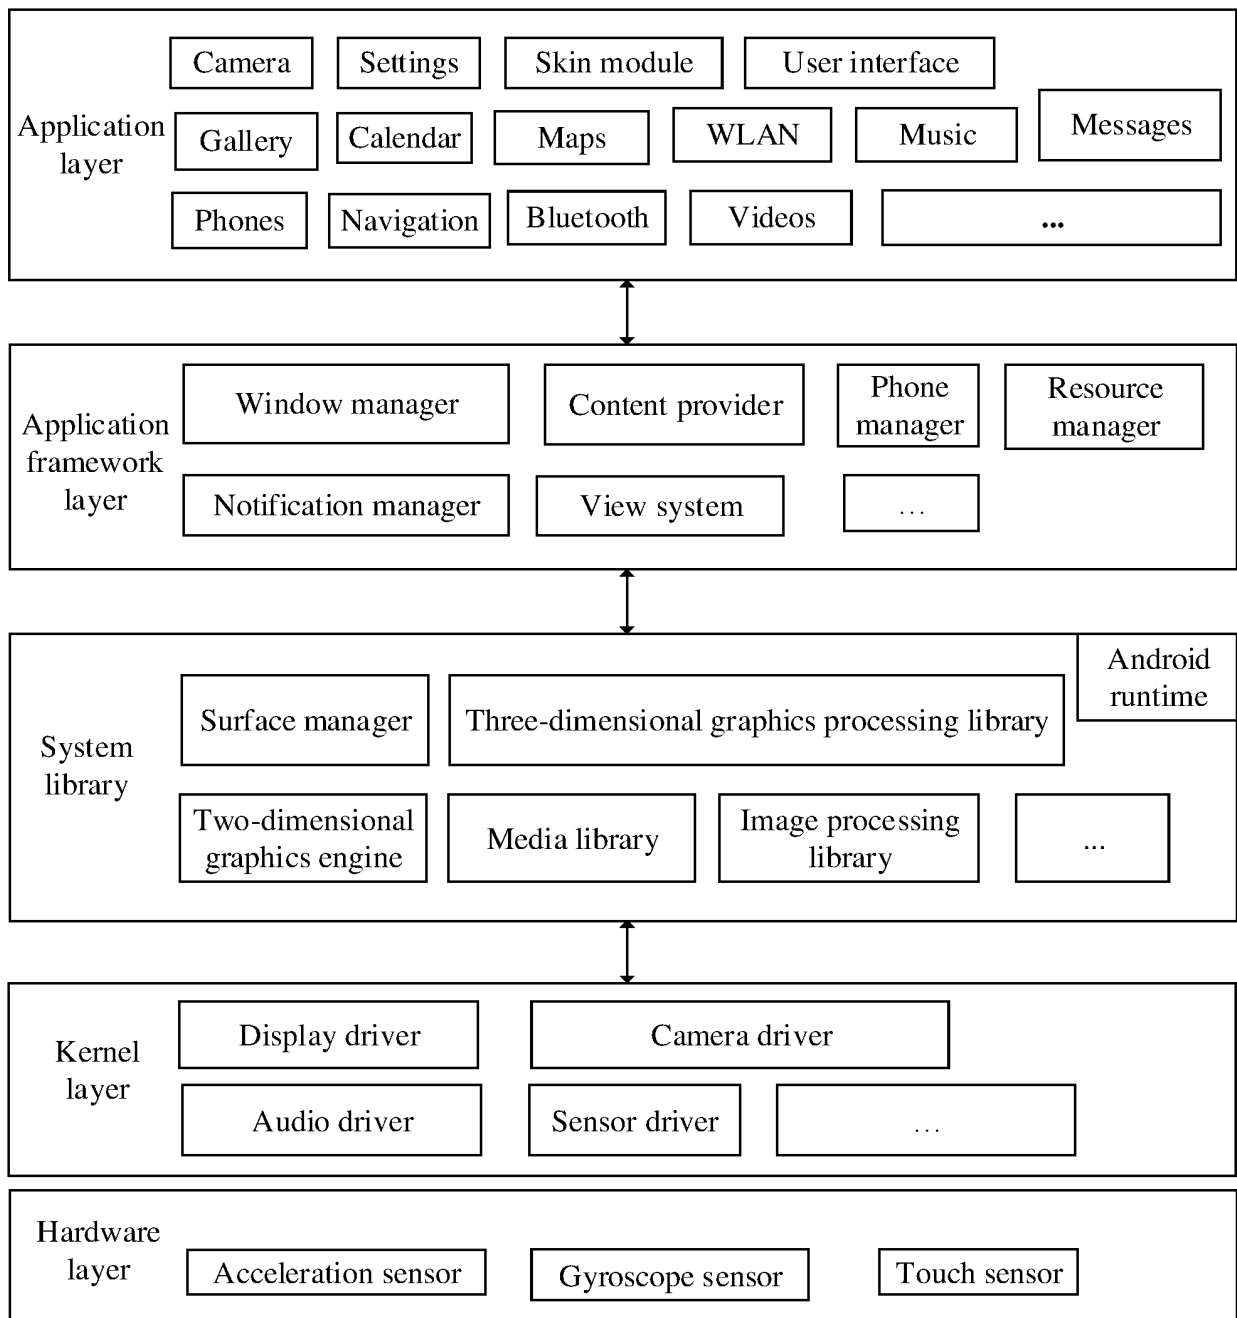 Camera
Settings
Skin module
User interface
Application
layer
Gallery
Calendar
Maps
WLAN
Music
Messages
Phones
Navigation
Bluetooth
Videos
...
Application
framework
layer
Window manager
Content provider
Phone
manager
Resource
manager
Notification manager
View system
...
System
library
Surface manager
Three-dimensional graphics processing library
Android
runtime
Two-dimensional
graphics engine
Media library
Image processing
library
...
Kernel
layer
Display driver
Camera driver
Audio driver
Sensor driver
...
Hardware
layer
Acceleration sensor
Gyroscope sensor
Touch sensor